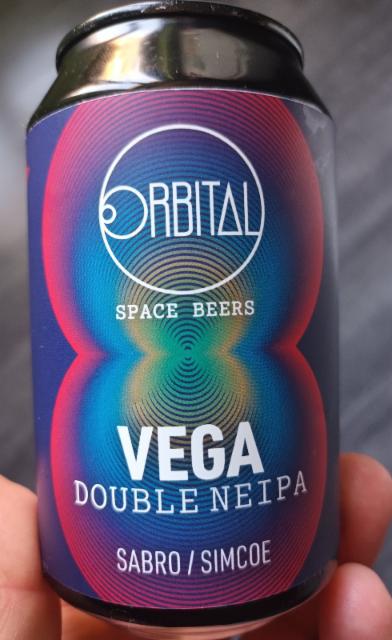 ORBITAL
SPACE BEERS
VEGA
DOUBLE NEIPA
SABRO / SIMCOE